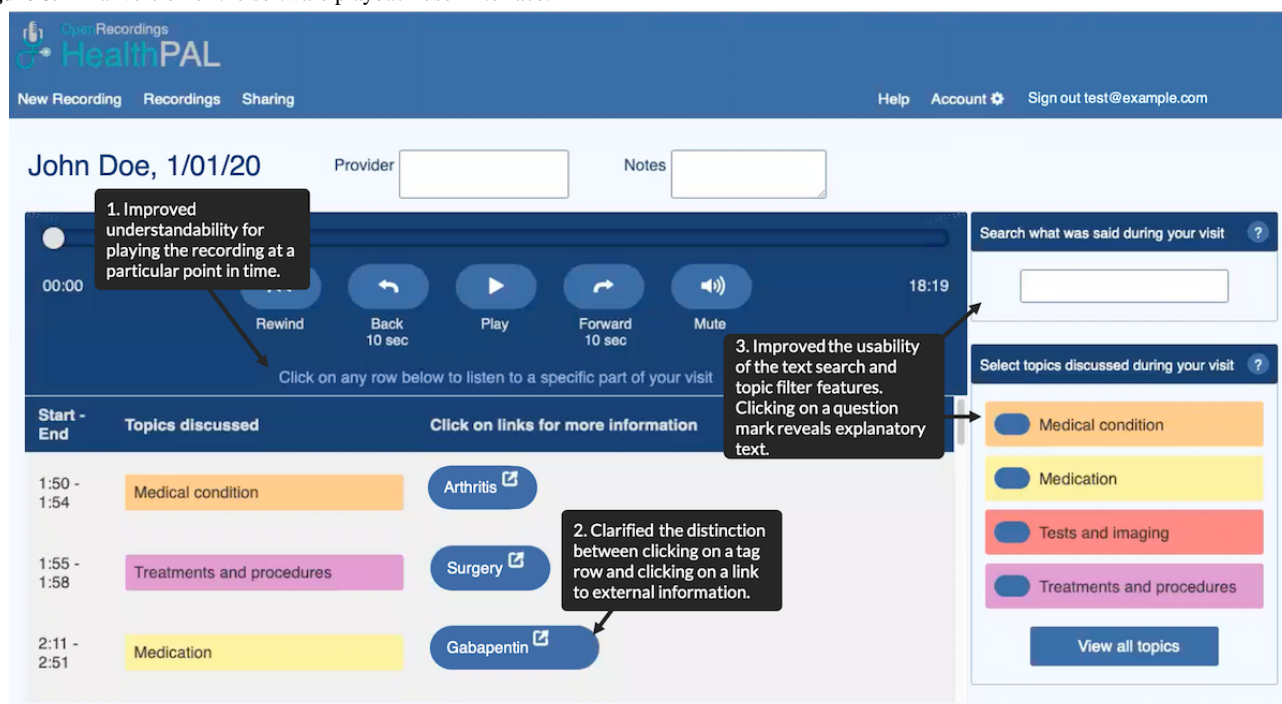 OpenRecordings
HealthPAL
New Recording Recordings Sharing
Help Account Sign out test@example.com
John Doe, 1/01/20
Provider
Notes
1. Improved
understandability for
playing the recording at a
particular point in time.
00:00
18:19
Rewind
Back
10 sec
Play
Forward
10 sec
Mute
Click on any row below to listen to a specific part of your visit
Search what was said during your visit ?
3. Improved the usability
of the text search and
topic filter features.
Clicking on a question
mark reveals explanatory
text.
Select topics discussed during your visit ?
Medical condition
Medication
Tests and imaging
Treatments and procedures
View all topics
Start -
End
Topics discussed
Click on links for more information
1:50 -
1:54
Medical condition
Arthritis
1:55 -
1:58
Treatments and procedures
Surgery
2. Clarified the distinction
between clicking on a tag
row and clicking on a link
to external information.
2:11 -
2:51
Medication
Gabapentin